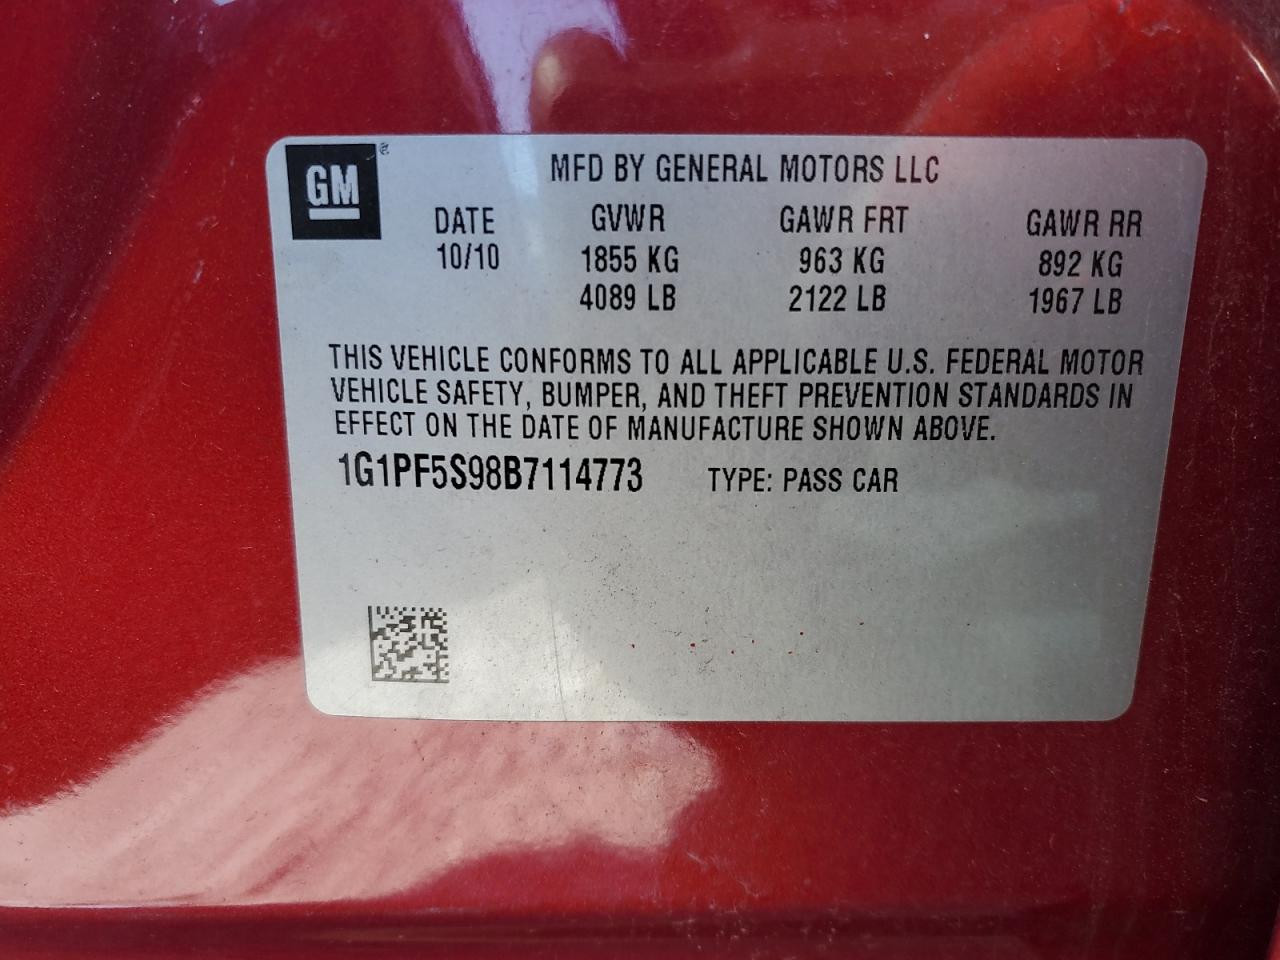 GM®
MFD BY GENERAL MOTORS LLC
DATE GVWR GAWR FRT GAWR RR
10/10 1855 KG 963 KG 892 KG
4089 LB 2122 LB 1967 LB
THIS VEHICLE CONFORMS TO ALL APPLICABLE U.S. FEDERAL MOTOR
VEHICLE SAFETY, BUMPER, AND THEFT PREVENTION STANDARDS IN
EFFECT ON THE DATE OF MANUFACTURE SHOWN ABOVE.
1G1PF5S98B7114773 TYPE: PASS CAR